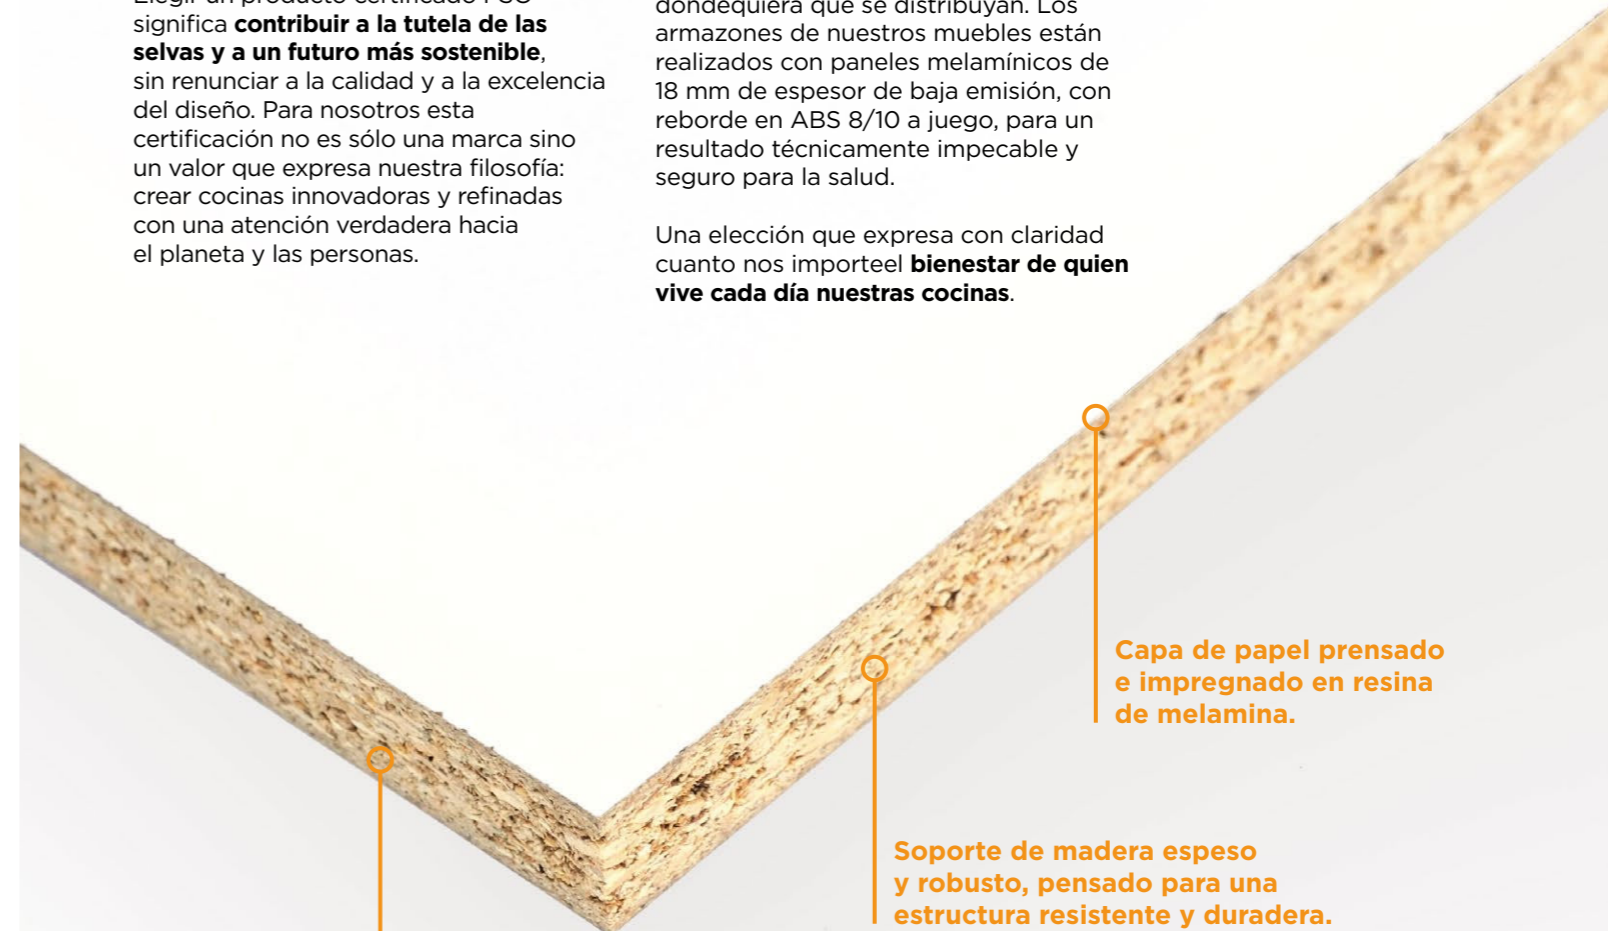 Elegir un producto certificado FSC
significa contribuir a la tutela de las
selvas y a un futuro más sostenible,
sin renunciar a la calidad y a la excelencia
del diseño. Para nosotros esta
certificación no es sólo una marca sino
un valor que expresa nuestra filosofía:
crear cocinas innovadoras y refinadas
con una atención verdadera hacia
el planeta y las personas.
dondequiera que se distribuyan. Los
armazones de nuestros muebles están
realizados con paneles melamínicos de
18 mm de espesor de baja emisión, con
reborde en ABS 8/10 a juego, para un
resultado técnicamente impecable y
seguro para la salud.
Una elección que expresa con claridad
cuanto nos importeel bienestar de quien
vive cada día nuestras cocinas.
Capa de papel prensado
e impregnado en resina
de melamina.
Soporte de madera espeso
y robusto, pensado para una
estructura resistente y duradera.